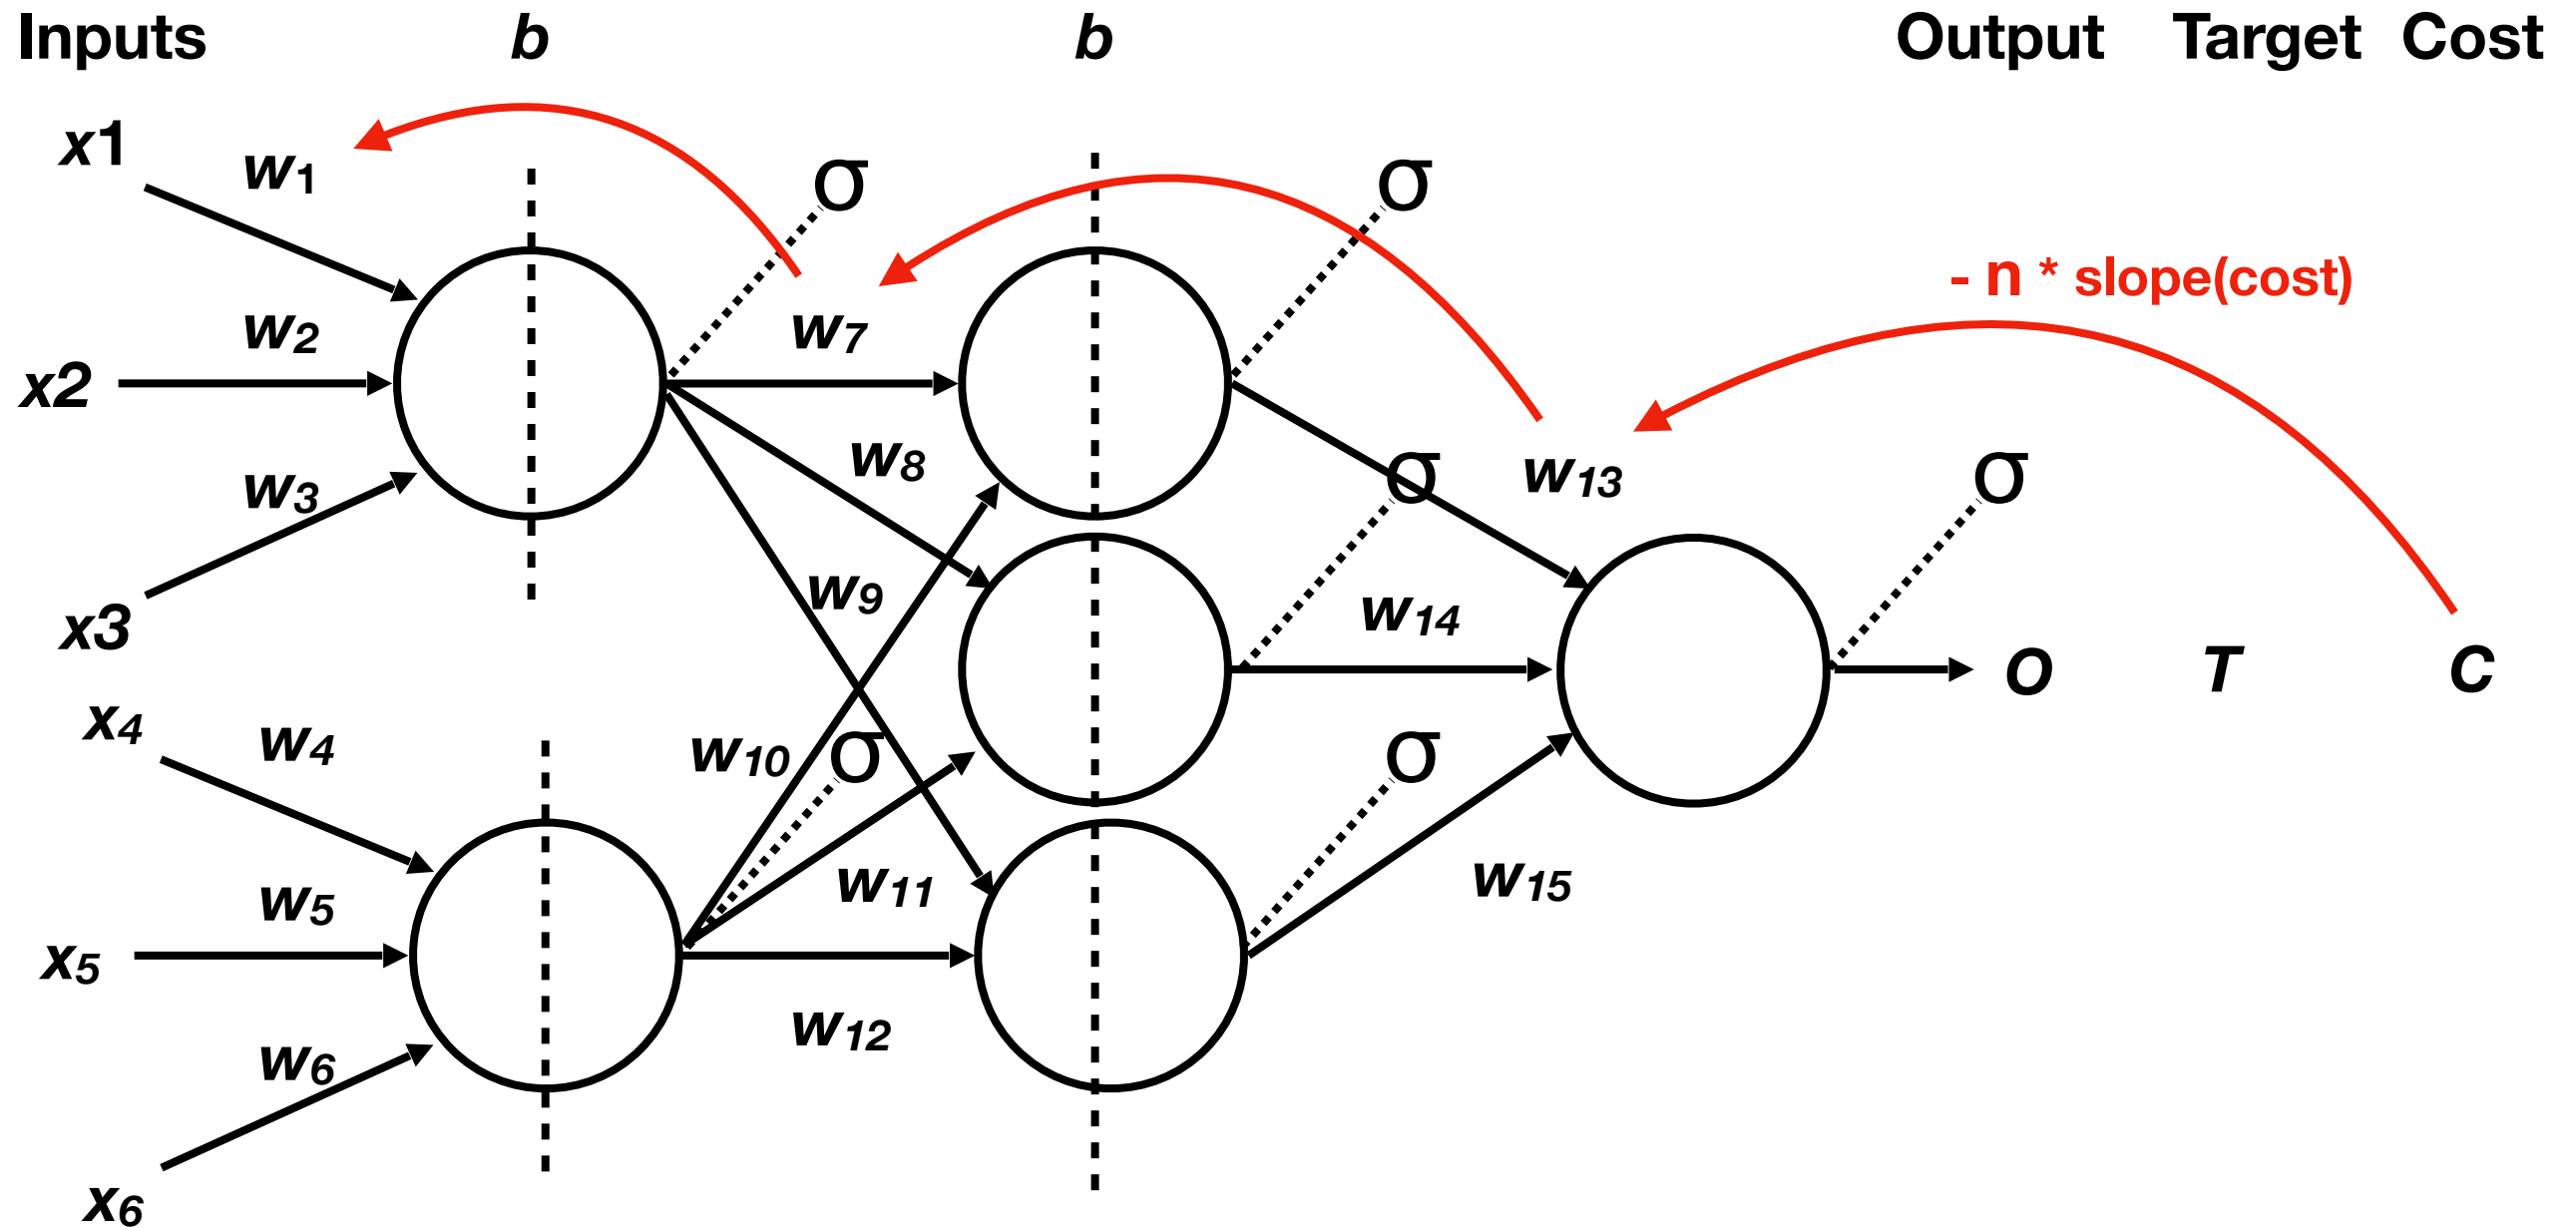 Inputs b b Output Target Cost
x1 w1 σ σ
- n * slope(cost)
w2 w7
x2
w8 σ w13 σ
w3
w9 w14
x3 O T C
x4 w4 w10 σ σ
w5 w11 w15
x5
w12
w6
x6